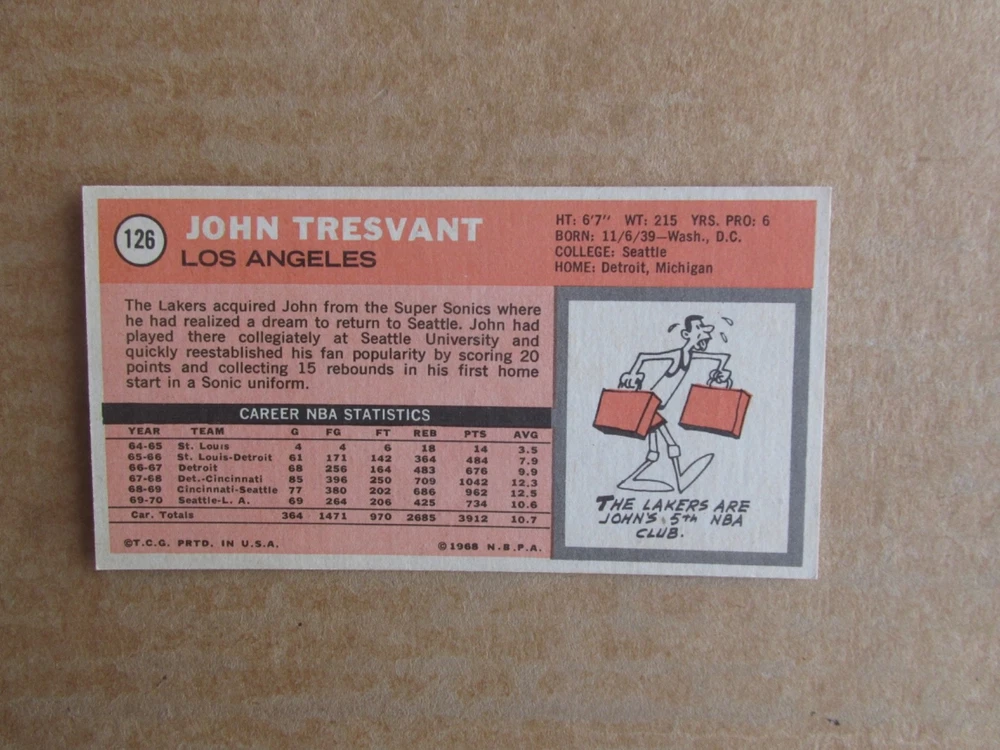 126
JOHN TRESVANT
LOS ANGELES
HT: 6'7" WT: 215 YRS. PRO: 6
BORN: 11/6/39—Wash., D.C.
COLLEGE: Seattle
HOME: Detroit, Michigan
The Lakers acquired John from the Super Sonics where
he had realized a dream to return to Seattle. John had
played there collegiately at Seattle University and
quickly reestablished his fan popularity by scoring 20
points and collecting 15 rebounds in his first home
start in a Sonic uniform.
CAREER NBA STATISTICS
YEAR TEAM G FG FT REB PTS AVG
64-65 St. Louis 4 4 6 18 14 3.5
65-66 St. Louis-Detroit 61 171 142 364 484 7.9
66-67 Detroit 68 256 164 483 676 9.9
67-68 Det.-Cincinnati 85 396 250 709 1042 12.3
68-69 Cincinnati-Seattle 77 380 202 686 962 12.5
69-70 Seattle-L. A. 69 264 206 425 734 10.6
Car. Totals 364 1471 970 2685 3912 10.7
©T.C.G. PRTD. IN U.S.A. ©1968 N.B.P.A.
THE LAKERS ARE
JOHN'S 5TH NBA
CLUB.